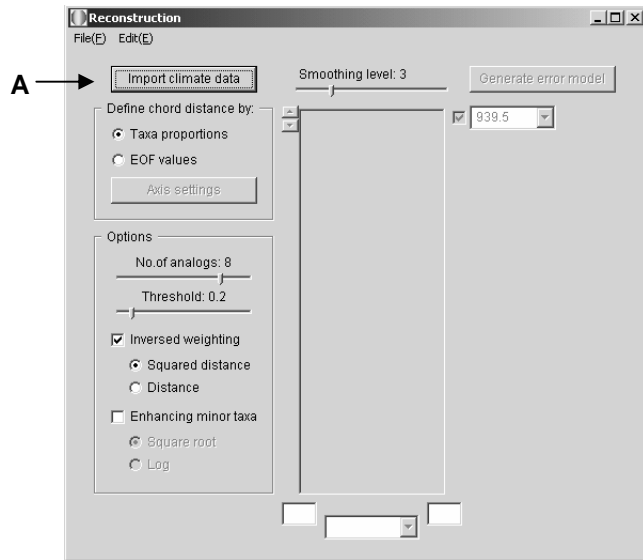 Reconstruction
File(F) Edit(E)
A
Import climate data
Smoothing level: 3
Generate error model
Define chord distance by:
Taxa proportions
EOF values
Axis settings
939.5
Options
No.of analogs: 8
Threshold: 0.2
Inversed weighting
Squared distance
Distance
Enhancing minor taxa
Square root
Log